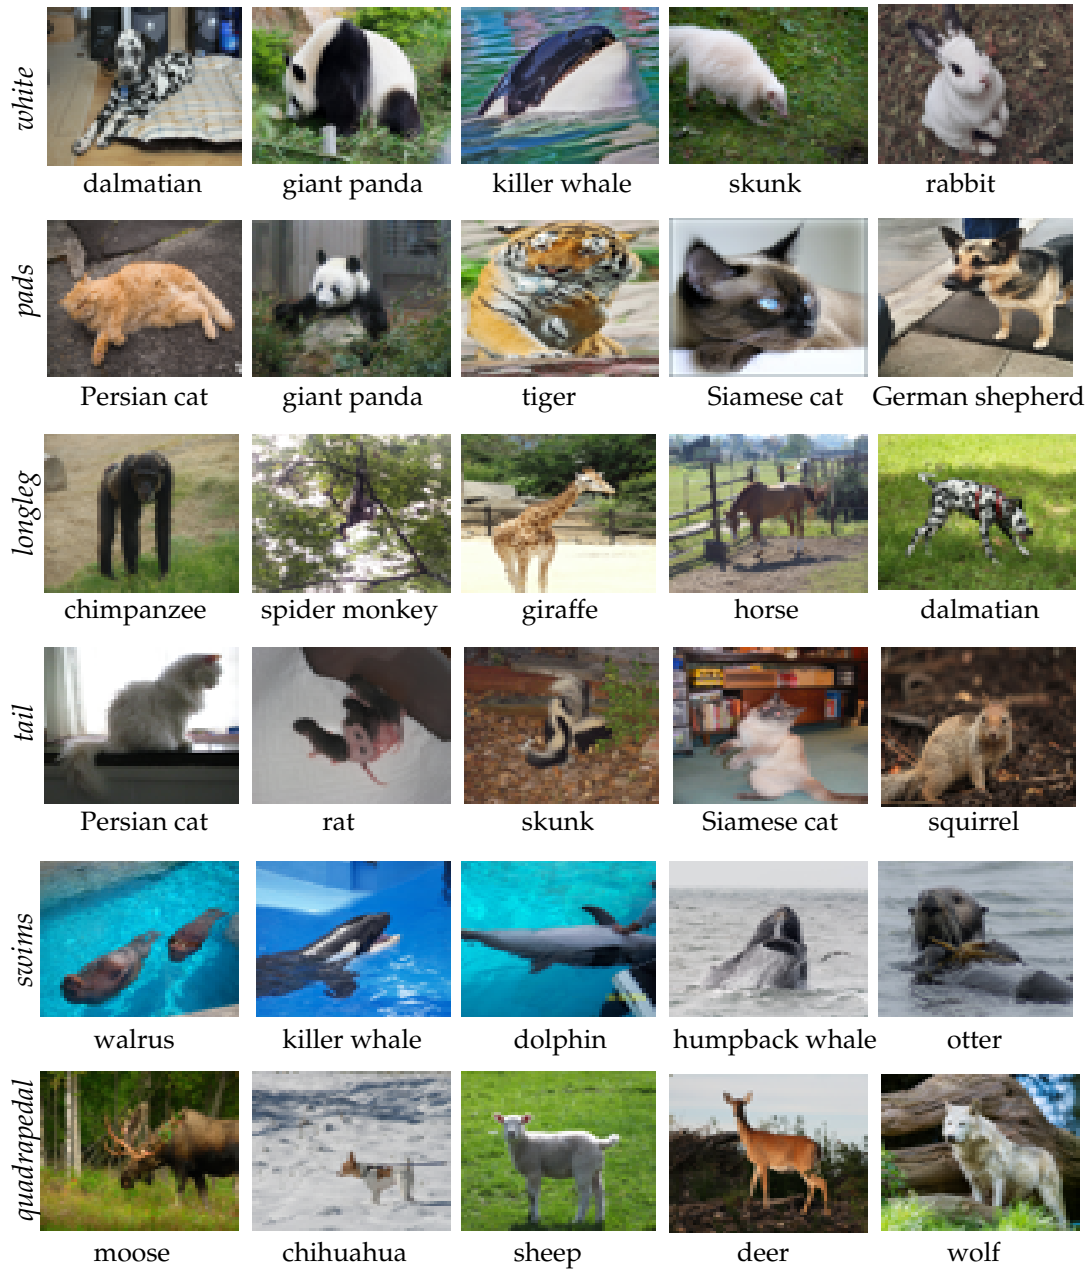 white
dalmatian giant panda killer whale skunk rabbit
pads
Persian cat giant panda tiger Siamese cat German shepherd
longleg
chimpanzee spider monkey giraffe horse dalmatian
tail
Persian cat rat skunk Siamese cat squirrel
swims
walrus killer whale dolphin humpback whale otter
quadrapedal
moose chihuahua sheep deer wolf